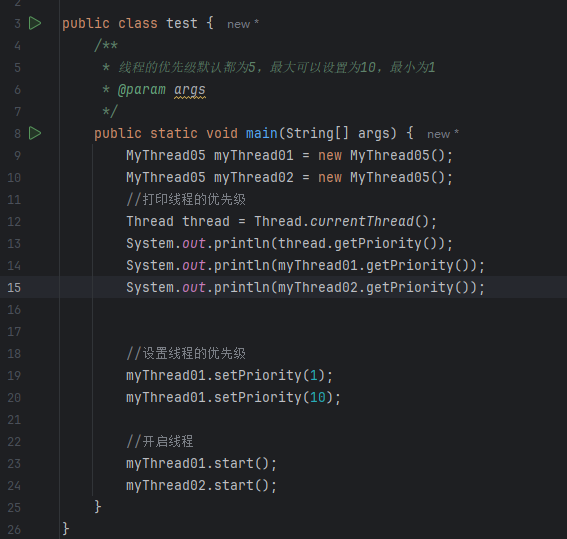 2
3 public class test { new *
4 /**
5 * 线程的优先级默认都为5，最大可以设置为10，最小为1
6 * @param args
7 */
8 public static void main(String[] args) { new *
9 MyThread05 myThread01 = new MyThread05();
10 MyThread05 myThread02 = new MyThread05();
11 //打印线程的优先级
12 Thread thread = Thread.currentThread();
13 System.out.println(thread.getPriority());
14 System.out.println(myThread01.getPriority());
15 System.out.println(myThread02.getPriority());
16
17
18 //设置线程的优先级
19 myThread01.setPriority(1);
20 myThread01.setPriority(10);
21
22 //开启线程
23 myThread01.start();
24 myThread02.start();
25 }
26 }